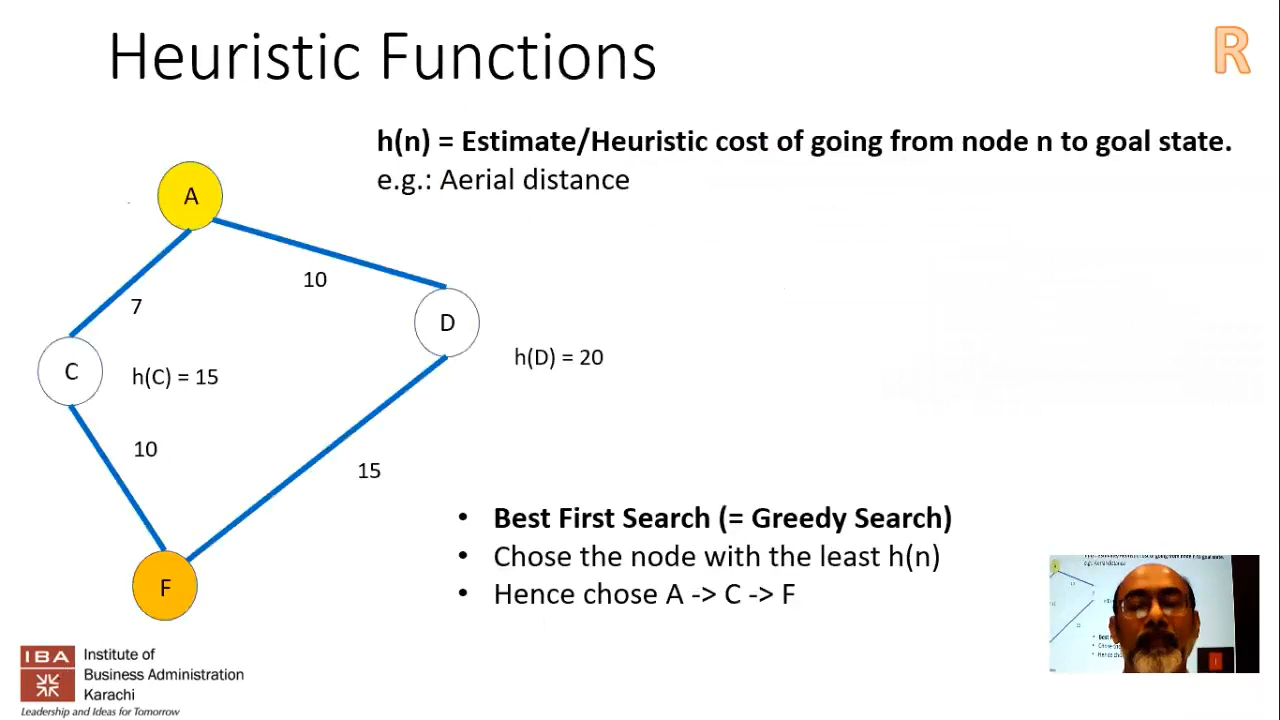 Heuristic Functions
R
h(n) = Estimate/Heuristic cost of going from node n to goal state.
e.g.: Aerial distance
A
10
7
D
h(D) = 20
C
h(C) = 15
10
15
F
• Best First Search (= Greedy Search)
• Chose the node with the least h(n)
• Hence chose A -> C -> F
IBA
Institute of
Business Administration
Karachi
Leadership and Ideas for Tomorrow